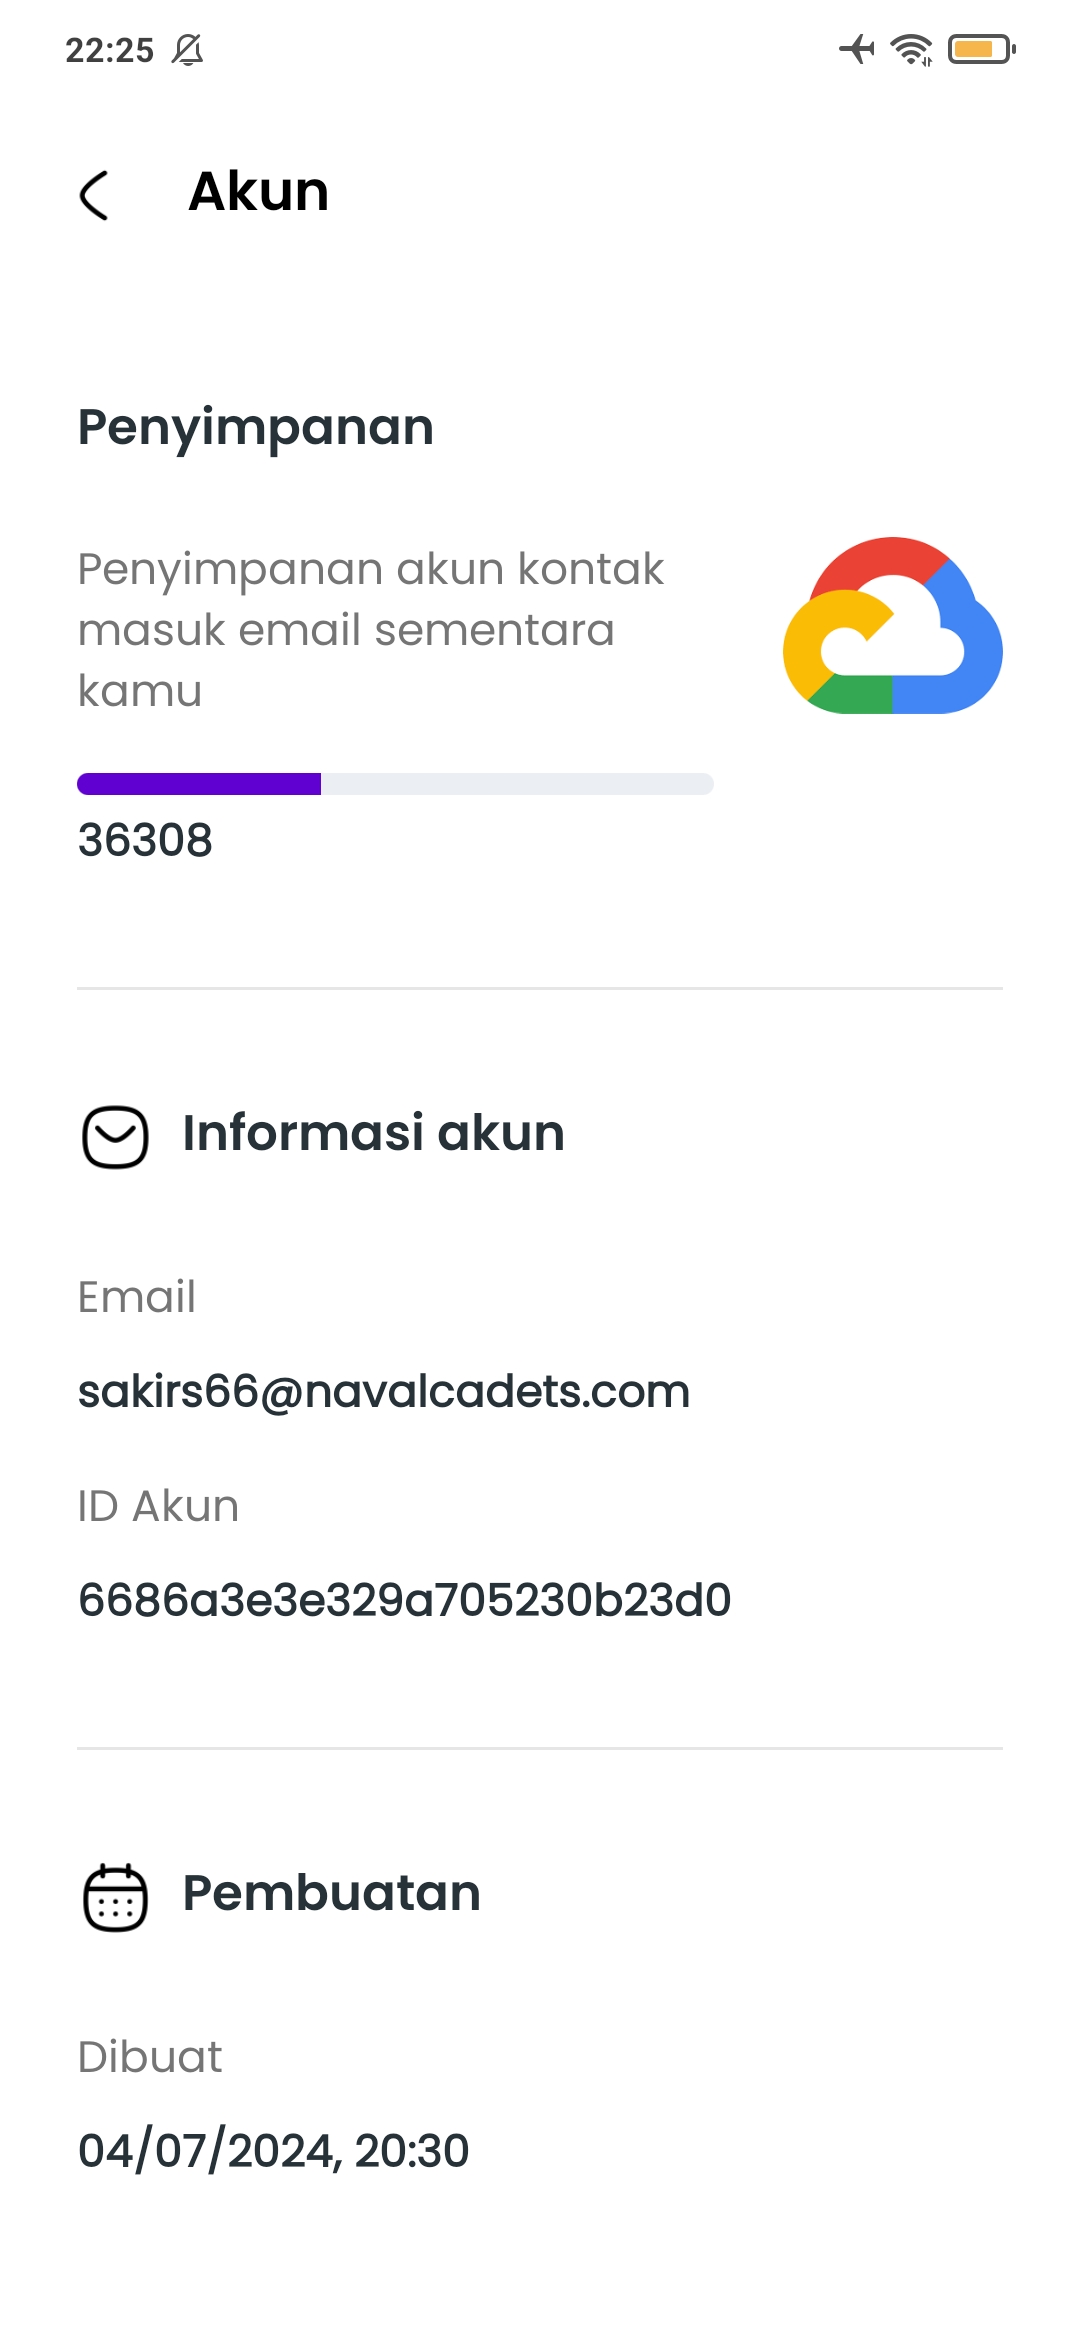 22:25
Akun
Penyimpanan
Penyimpanan akun kontak
masuk email sementara
kamu
36308
Informasi akun
Email
sakirs66@navalcadets.com
ID Akun
6686a3e3e329a705230b23d0
Pembuatan
Dibuat
04/07/2024, 20:30